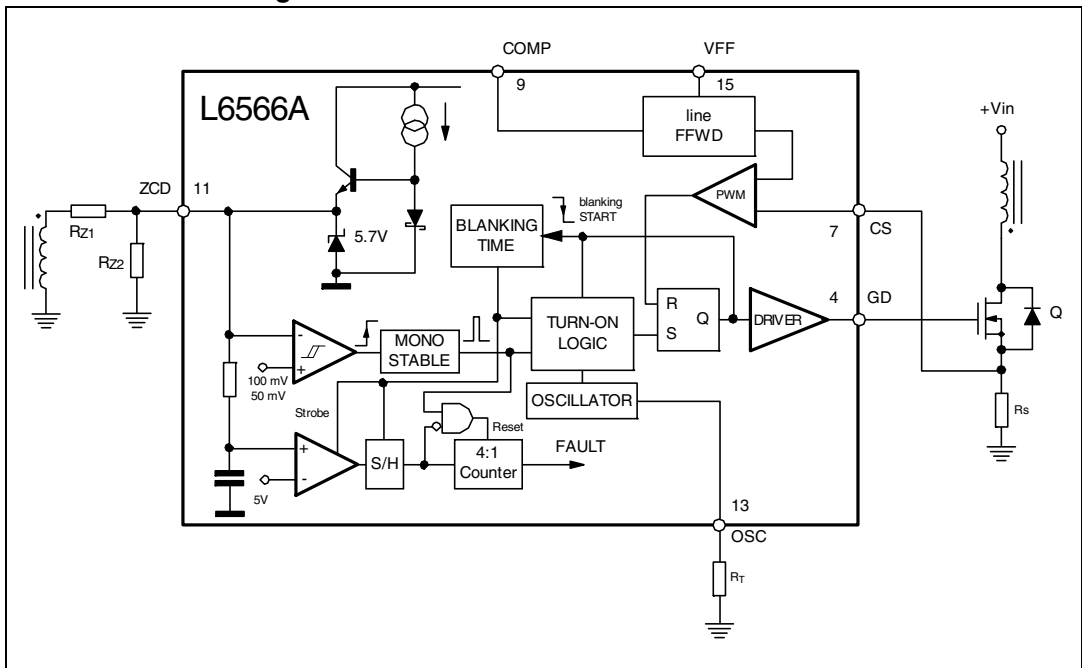 COMP
VFF
9
15
L6566A
line
FFWD
+Vin
ZCD
11
PWM
blanking
START
BLANKING
TIME
7
CS
RZ1
RZ2
5.7V
4
GD
R
S
Q
DRIVER
Q
TURN-ON
LOGIC
MONO
STABLE
-
+
100 mV
50 mV
OSCILLATOR
Strobe
Reset
Rs
+
-
5V
S/H
4:1
Counter
FAULT
13
OSC
RT